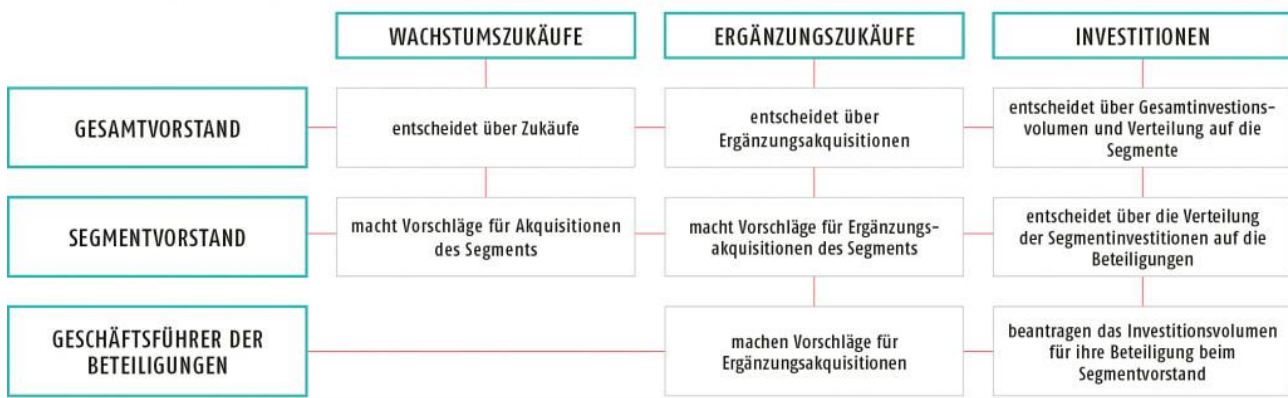 WACHSTUMSZUKÄUFE
ERGÄNZUNGSZUKÄUFE
INVESTITIONEN
GESAMTVORSTAND
entscheidet über Zukäufe
entscheidet über
Ergänzungsakquisitionen
entscheidet über Gesamtinvestions-
volumen und Verteilung auf die
Segmente
SEGMENTVORSTAND
macht Vorschläge für Akquisitionen
des Segments
macht Vorschläge für Ergänzungs-
akquisitionen des Segments
entscheidet über die Verteilung
der Segmentinvestitionen auf die
Beteiligungen
GESCHÄFTSFÜHRER DER
BETEILIGUNGEN
machen Vorschläge für
Ergänzungsakquisitionen
beantragen das Investitionsvolumen
für ihre Beteiligung beim
Segmentvorstand